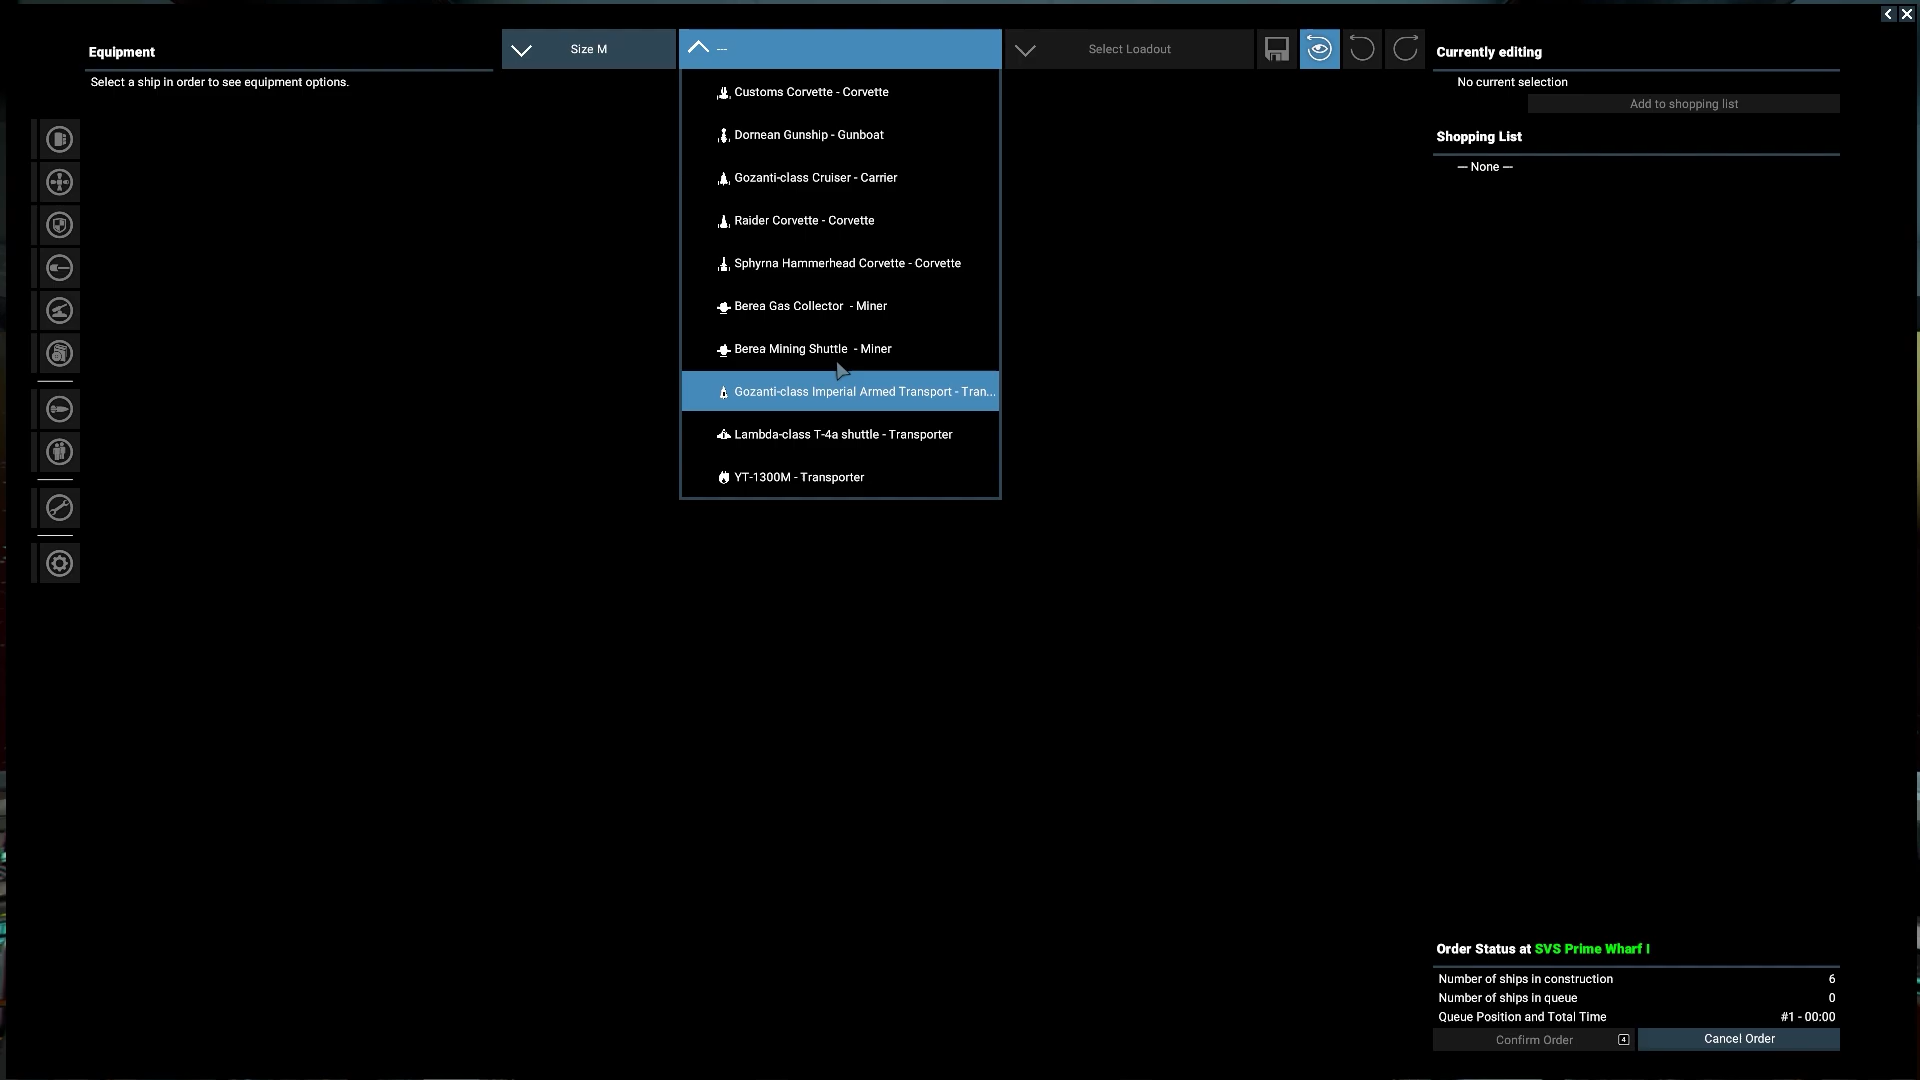 Equipment
Select a ship in order to see equipment options.
Size M
---
Select Loadout
Customs Corvette - Corvette
Dornean Gunship - Gunboat
Gozanti-class Cruiser - Carrier
Raider Corvette - Corvette
Sphyrna Hammerhead Corvette - Corvette
Berea Gas Collector - Miner
Berea Mining Shuttle - Miner
Gozanti-class Imperial Armed Transport - Tran...
Lambda-class T-4a shuttle - Transporter
YT-1300M - Transporter
Currently editing
No current selection
Add to shopping list
Shopping List
— None —
Order Status at SVS Prime Wharf I
Number of ships in construction 6
Number of ships in queue 0
Queue Position and Total Time #1 - 00:00
Confirm Order 4
Cancel Order